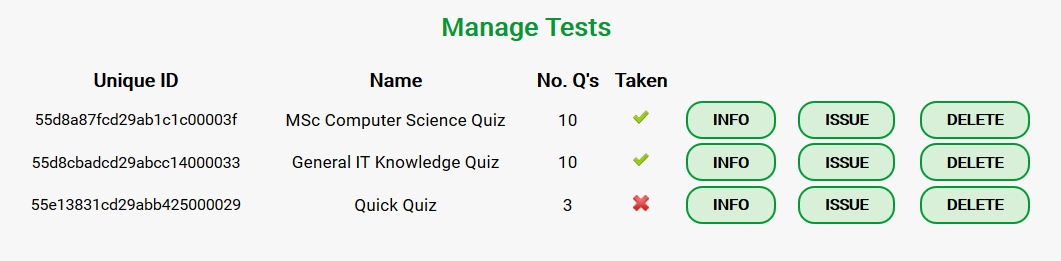 Manage Tests
Unique ID Name No. Q's Taken
55d8a87fcd29ab1c1c00003f MSc Computer Science Quiz 10 INFO ISSUE DELETE
55d8cbadcd29abcc14000033 General IT Knowledge Quiz 10 INFO ISSUE DELETE
55e13831cd29abb425000029 Quick Quiz 3 INFO ISSUE DELETE